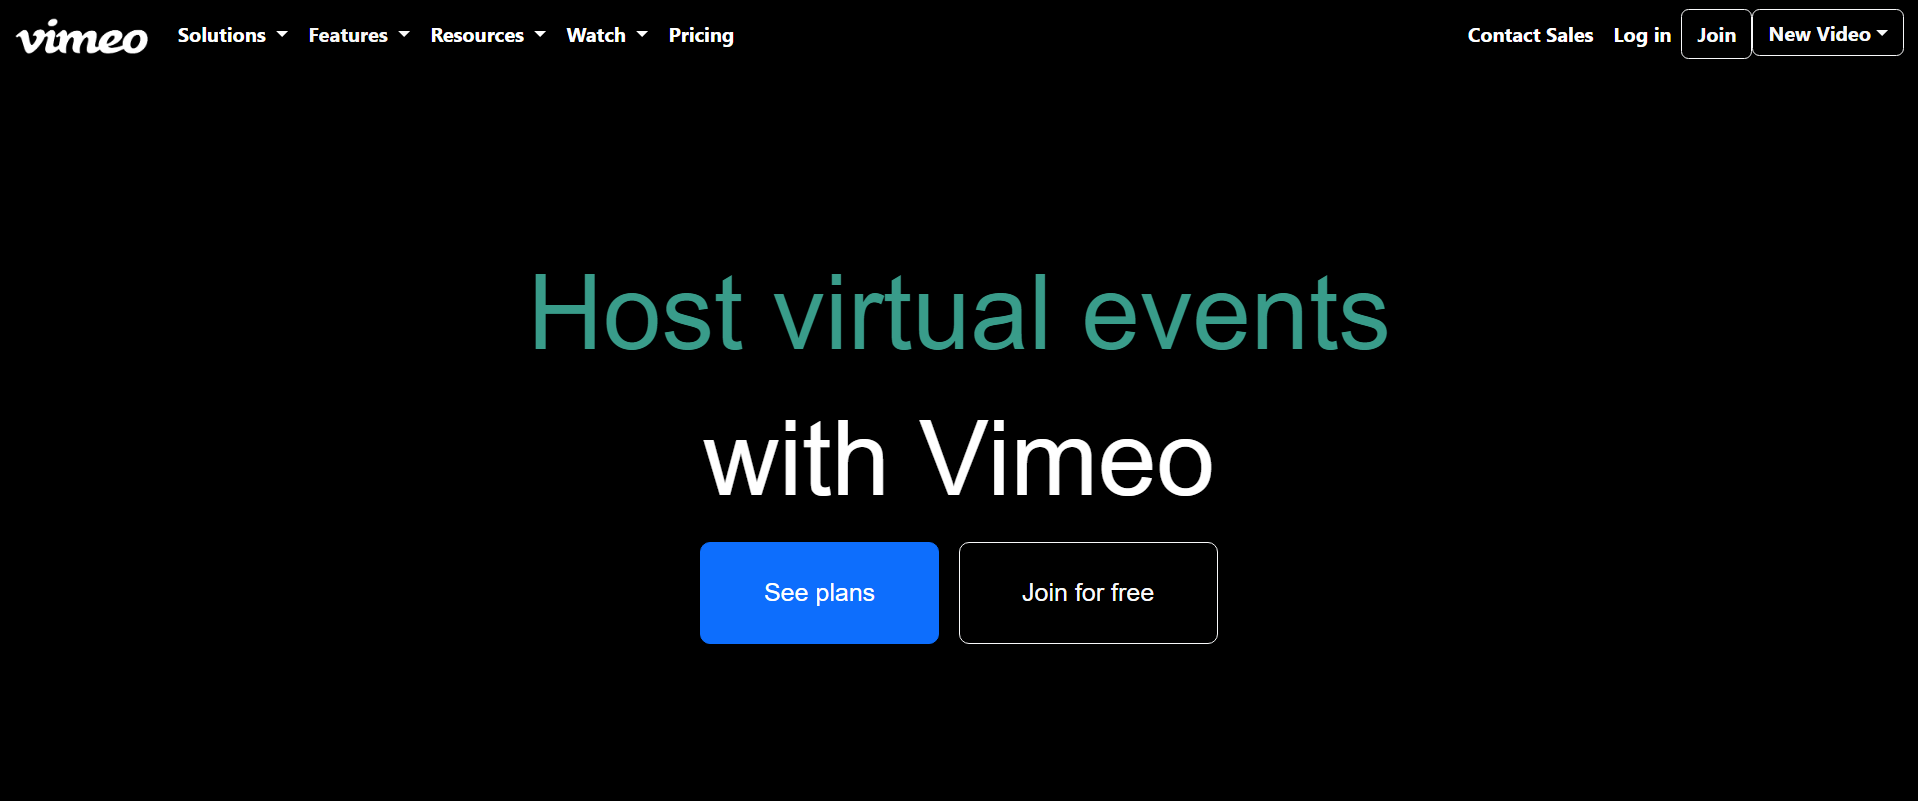 vimeo Solutions Features Resources Watch Pricing Contact Sales Log in Join New Video
Host virtual events
with Vimeo
See plans Join for free